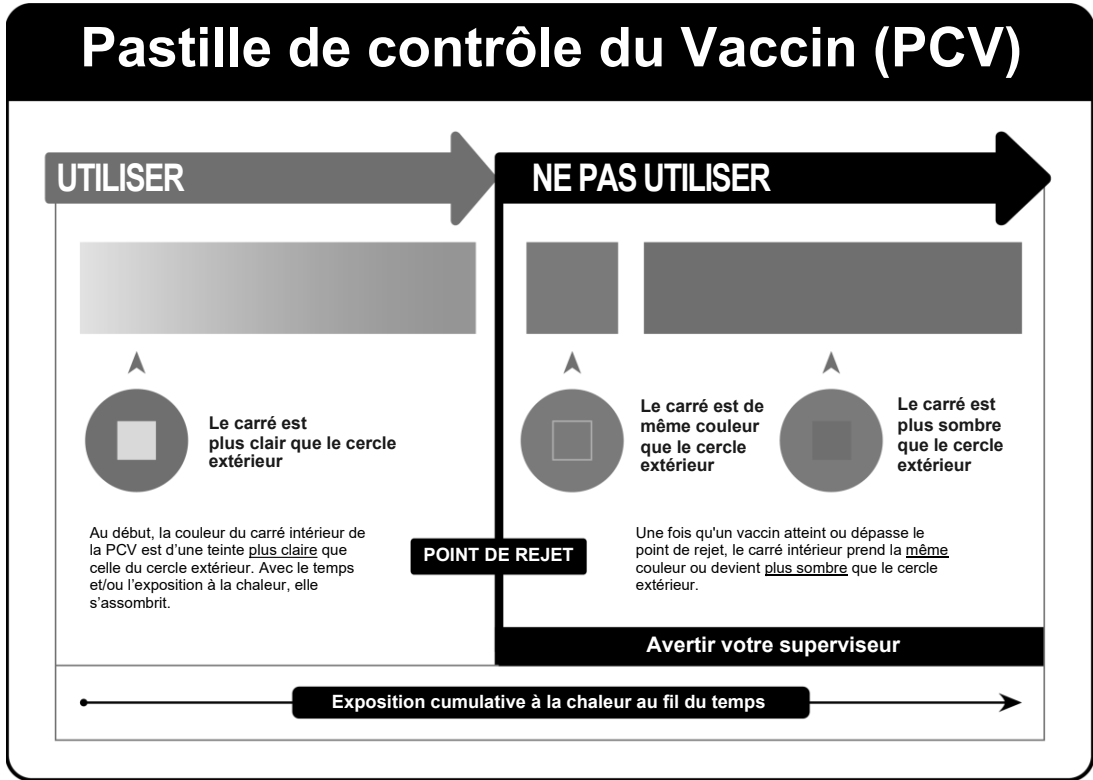 Pastille de contrôle du Vaccin (PCV)
UTILISER
NE PAS UTILISER
Le carré est
plus clair que le cercle
extérieur
Le carré est de
même couleur
que le cercle
extérieur
Le carré est
plus sombre
que le cercle
extérieur
Au début, la couleur du carré intérieur de
la PCV est d’une teinte plus claire que
celle du cercle extérieur. Avec le temps
et/ou l’exposition à la chaleur, elle
s’assombrit.
POINT DE REJET
Une fois qu'un vaccin atteint ou dépasse le
point de rejet, le carré intérieur prend la même
couleur ou devient plus sombre que le cercle
extérieur.
Avertir votre superviseur
Exposition cumulative à la chaleur au fil du temps